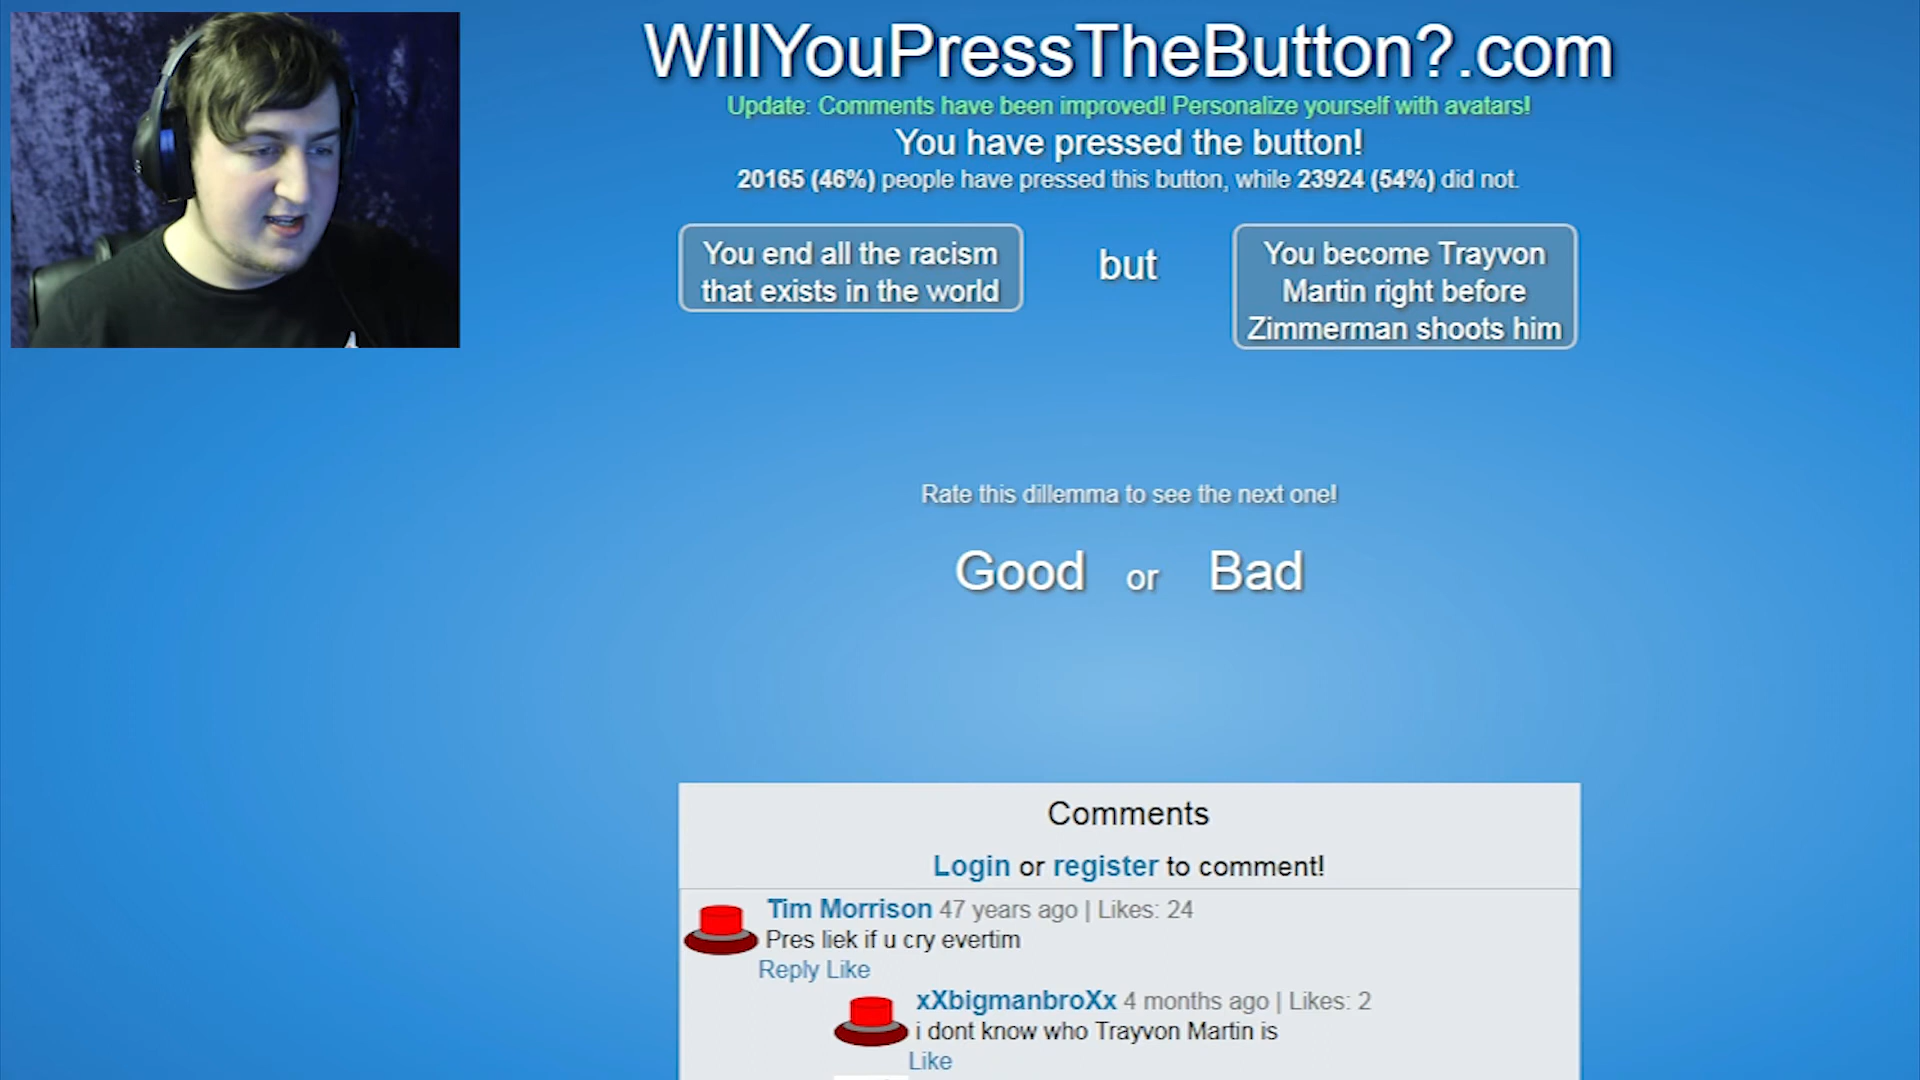 WillYouPressTheButton?.com
Update: Comments have been improved! Personalize yourself with avatars!
You have pressed the button!
20165 (46%) people have pressed this button, while 23924 (54%) did not.
You end all the racism
that exists in the world
but
You become Trayvon
Martin right before
Zimmerman shoots him
Rate this dillemma to see the next one!
Good or Bad
Comments
Login or register to comment!
Tim Morrison 47 years ago | Likes: 24
Pres liek if u cry evertim
Reply Like
xXbigmanbroXx 4 months ago | Likes: 2
i dont know who Trayvon Martin is
Like